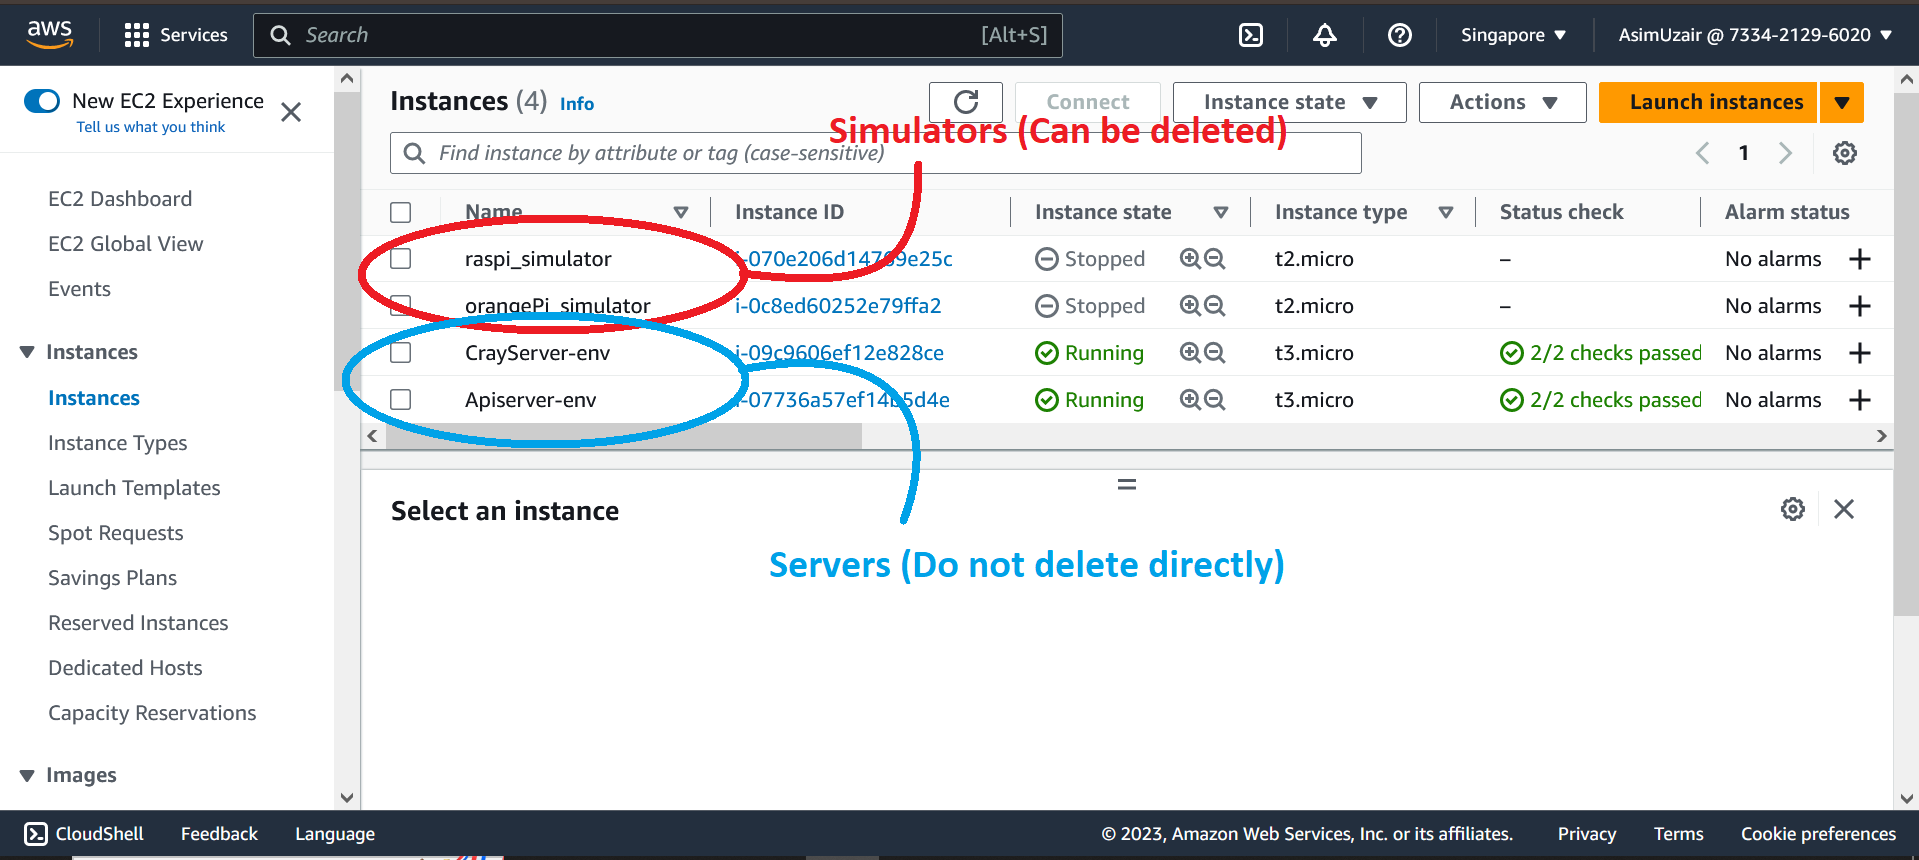 aws Services Search [Alt+S] Singapore AsimUzair @ 7334-2129-6020
New EC2 Experience
Tell us what you think
EC2 Dashboard
EC2 Global View
Events
Instances
Instances
Instance Types
Launch Templates
Spot Requests
Savings Plans
Reserved Instances
Dedicated Hosts
Capacity Reservations
Images
Instances (4) Info Connect Instance state Actions Launch instances
Simulators (Can be deleted)
Find instance by attribute or tag (case-sensitive) 1
Name Instance ID Instance state Instance type Status check Alarm status
raspi_simulator Stopped t2.micro – No alarms
orangePi_simulator i-0c8ed60252e79ffa2 Stopped t2.micro – No alarms
CrayServer-env i-09c9606ef12e828ce Running t3.micro 2/2 checks passed No alarms
Apiserver-env i-07736a57ef14b5d4e Running t3.micro 2/2 checks passed No alarms
Select an instance
Servers (Do not delete directly)
CloudShell Feedback Language © 2023, Amazon Web Services, Inc. or its affiliates. Privacy Terms Cookie preferences